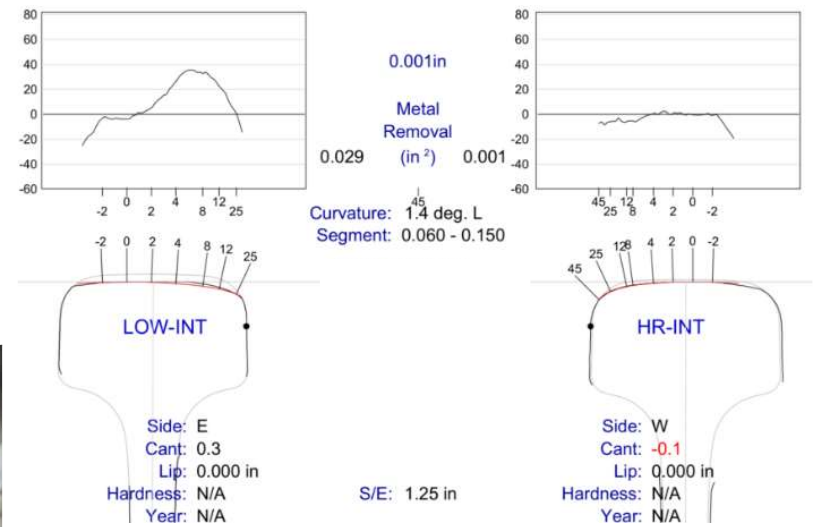 80
60
40
20
0
-20
-40
-60
-2 0 2 4 8 12 25
0.001in
Metal
Removal
0.029 (in ²) 0.001
45
Curvature: 1.4 deg. L
Segment: 0.060 - 0.150
80
60
40
20
0
-20
-40
-60
45 25 12 8 4 2 0 -2
-2 0 2 4 8 12 25
LOW-INT
45 25 12 8 4 2 0 -2
HR-INT
Side: E
Cant: 0.3
Lip: 0.000 in
Hardness: N/A
Year: N/A
S/E: 1.25 in
Side: W
Cant: -0.1
Lip: 0.000 in
Hardness: N/A
Year: N/A